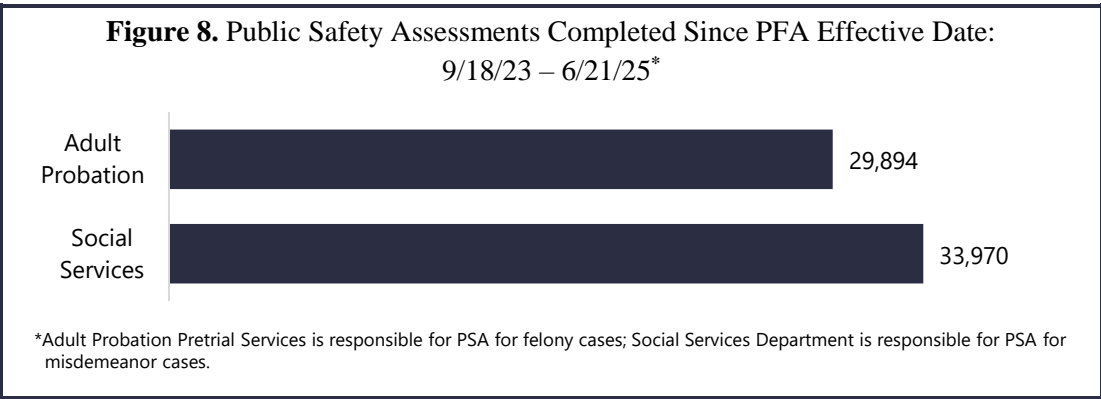 Figure 8. Public Safety Assessments Completed Since PFA Effective Date:
9/18/23 – 6/21/25*
Adult
Probation
29,894
Social
Services
33,970
*Adult Probation Pretrial Services is responsible for PSA for felony cases; Social Services Department is responsible for PSA for
misdemeanor cases.